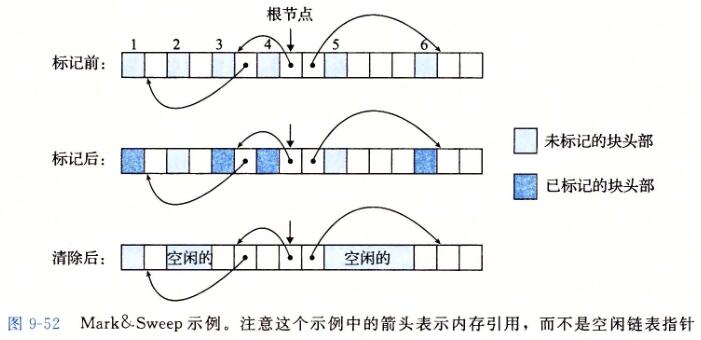 根节点
1 2 3 4 5 6
标记前:
标记后:
未标记的块头部
已标记的块头部
清除后: 空闲的 空闲的
图 9-52 Mark&Sweep 示例。注意这个示例中的箭头表示内存引用，而不是空闲链表指针